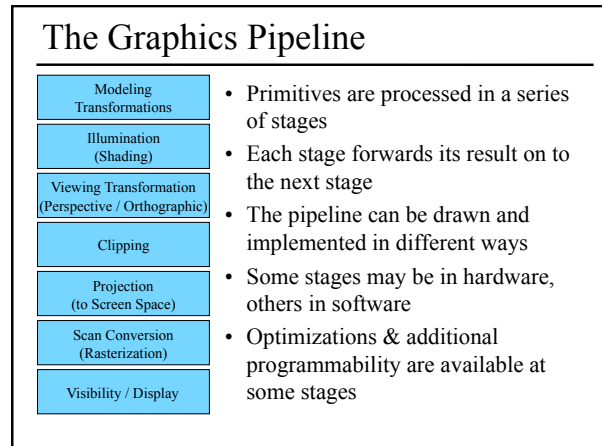 The Graphics Pipeline
Modeling
Transformations
Illumination
(Shading)
Viewing Transformation
(Perspective / Orthographic)
Clipping
Projection
(to Screen Space)
Scan Conversion
(Rasterization)
Visibility / Display
• Primitives are processed in a series
of stages
• Each stage forwards its result on to
the next stage
• The pipeline can be drawn and
implemented in different ways
• Some stages may be in hardware,
others in software
• Optimizations & additional
programmability are available at
some stages